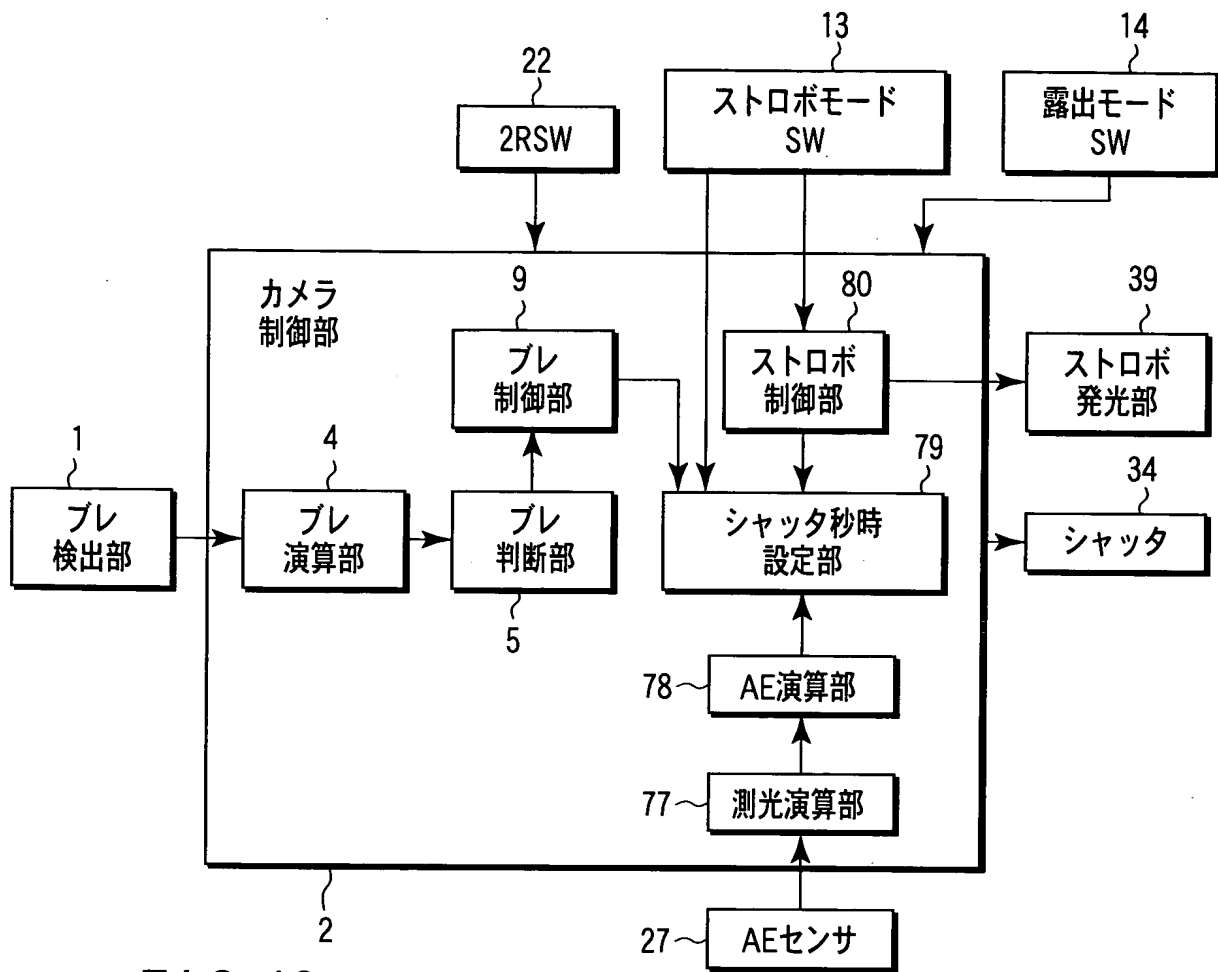 13
14
22
ストロボモード
SW
露出モード
SW
2RSW
カメラ
制御部
9
80
39
ブレ
制御部
ストロボ
制御部
ストロボ
発光部
1
4
79
34
ブレ
検出部
ブレ
演算部
ブレ
判断部
シャッタ秒時
設定部
シャッタ
5
78
AE演算部
77
測光演算部
2
27
AEセンサ